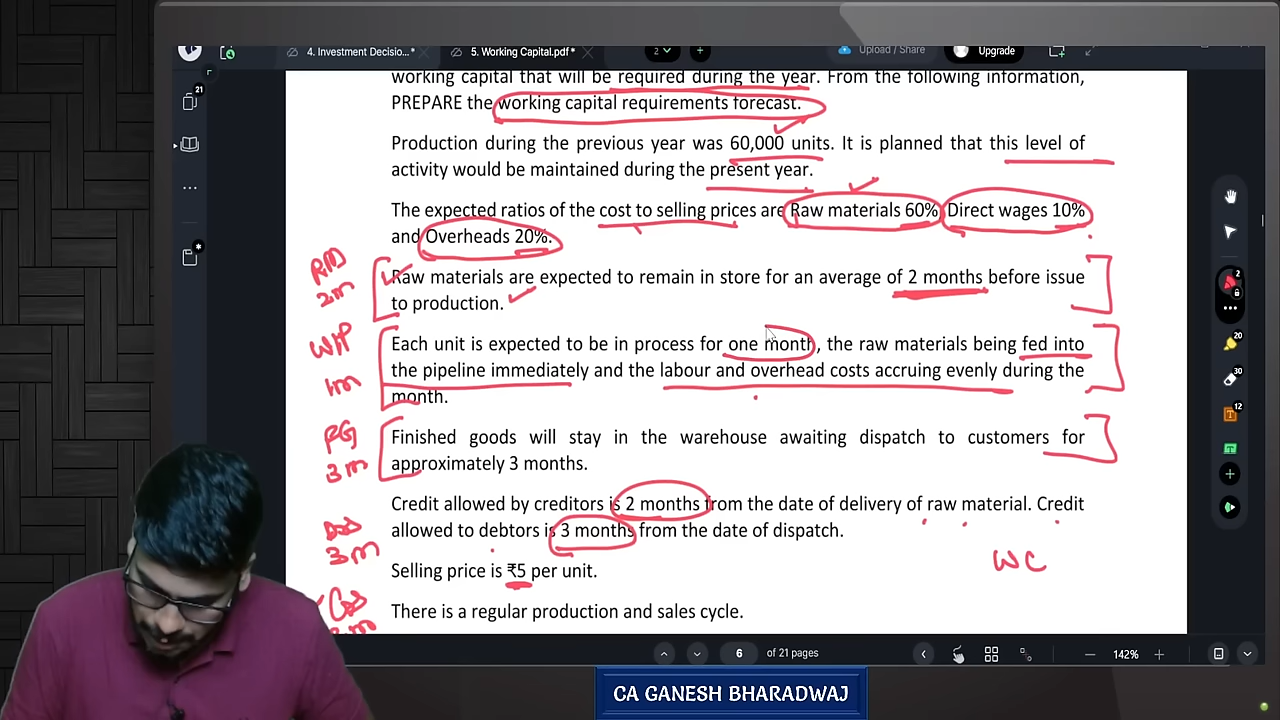 4. Investment Decisio...*
5. Working Capital.pdf*
2
+
Upload / Share
Upgrade
21
working capital that will be required during the year. From the following information,
PREPARE the working capital requirements forecast.
Production during the previous year was 60,000 units. It is planned that this level of
activity would be maintained during the present year.
The expected ratios of the cost to selling prices are Raw materials 60% Direct wages 10%
and Overheads 20%.
RM
2m
Raw materials are expected to remain in store for an average of 2 months before issue
to production.
WIP
1m
Each unit is expected to be in process for one month, the raw materials being fed into
the pipeline immediately and the labour and overhead costs accruing evenly during the
month.
FG
3m
Finished goods will stay in the warehouse awaiting dispatch to customers for
approximately 3 months.
Credit allowed by creditors is 2 months from the date of delivery of raw material. Credit
allowed to debtors is 3 months from the date of dispatch.
3m
WC
Selling price is ₹5 per unit.
There is a regular production and sales cycle.
2
20
30
12
6 of 21 pages
142%
CA GANESH BHARADWAJ